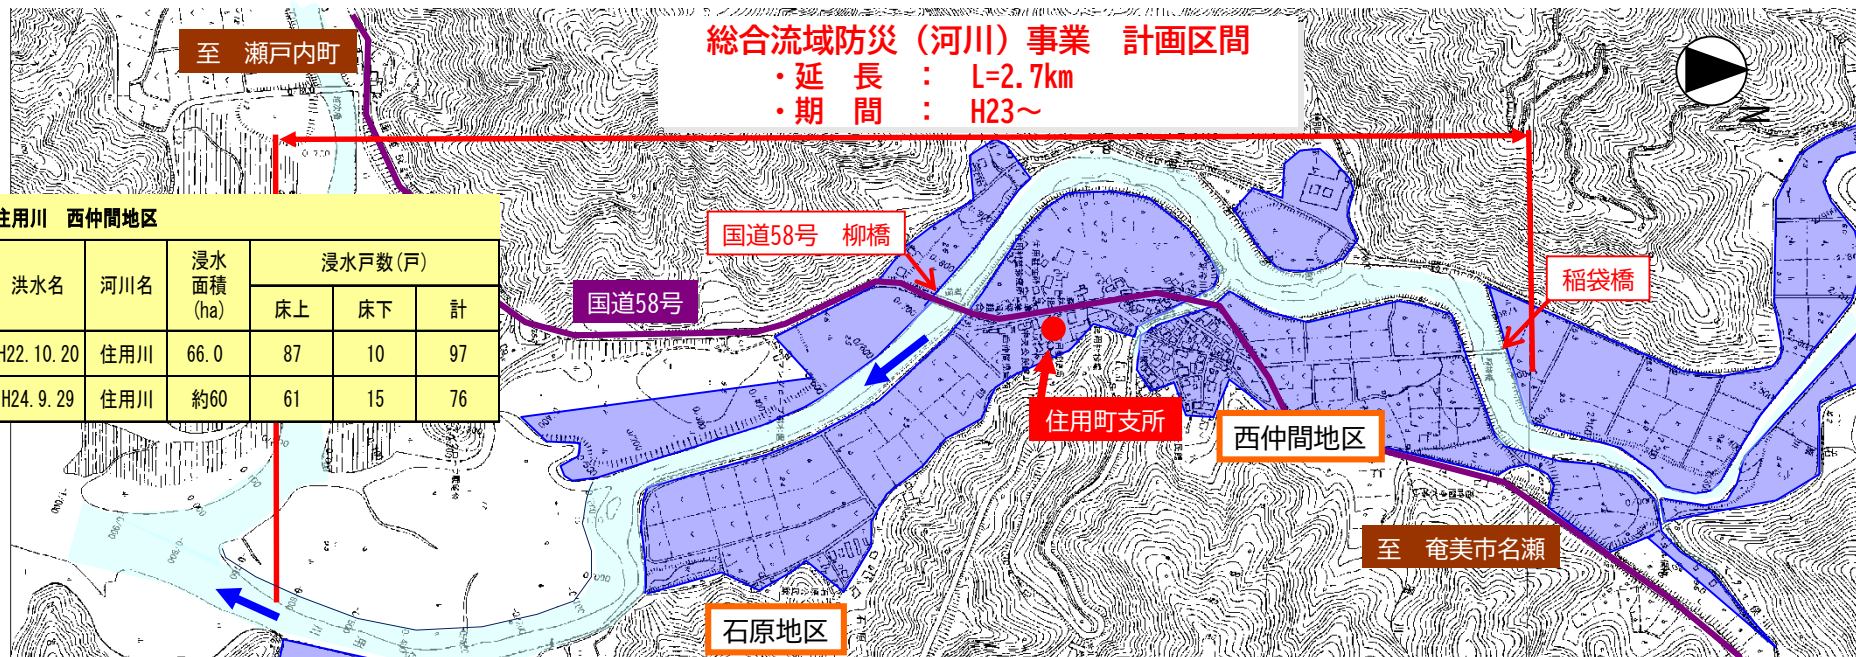 総合流域防災（河川）事業　計画区間
・延　長　：　L=2.7km
・期　間　：　H23～
至　瀬戸内町
N
住用川　西仲間地区
洪水名　河川名　浸水面積(ha)　浸水戸数(戸)
床上　床下　計
H22.10.20　住用川　66.0　87　10　97
H24.9.29　住用川　約60　61　15　76
国道58号　柳橋
国道58号
稲袋橋
住用町支所
西仲間地区
至　奄美市名瀬
石原地区